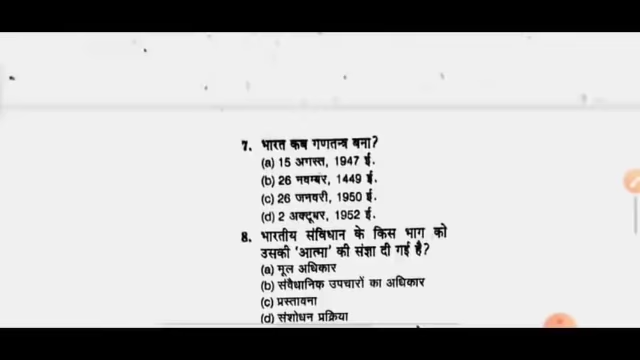 7. भारत कब गणतन्त्र बना?
(a) 15 अगस्त, 1947 ई.
(b) 26 नवम्बर, 1449 ई.
(c) 26 जनवरी, 1950 ई.
(d) 2 अक्टूबर, 1952 ई.
8. भारतीय संविधान के किस भाग को
उसकी 'आत्मा' की संज्ञा दी गई है?
(a) मूल अधिकार
(b) संवैधानिक उपचारों का अधिकार
(c) प्रस्तावना
(d) संशोधन प्रक्रिया